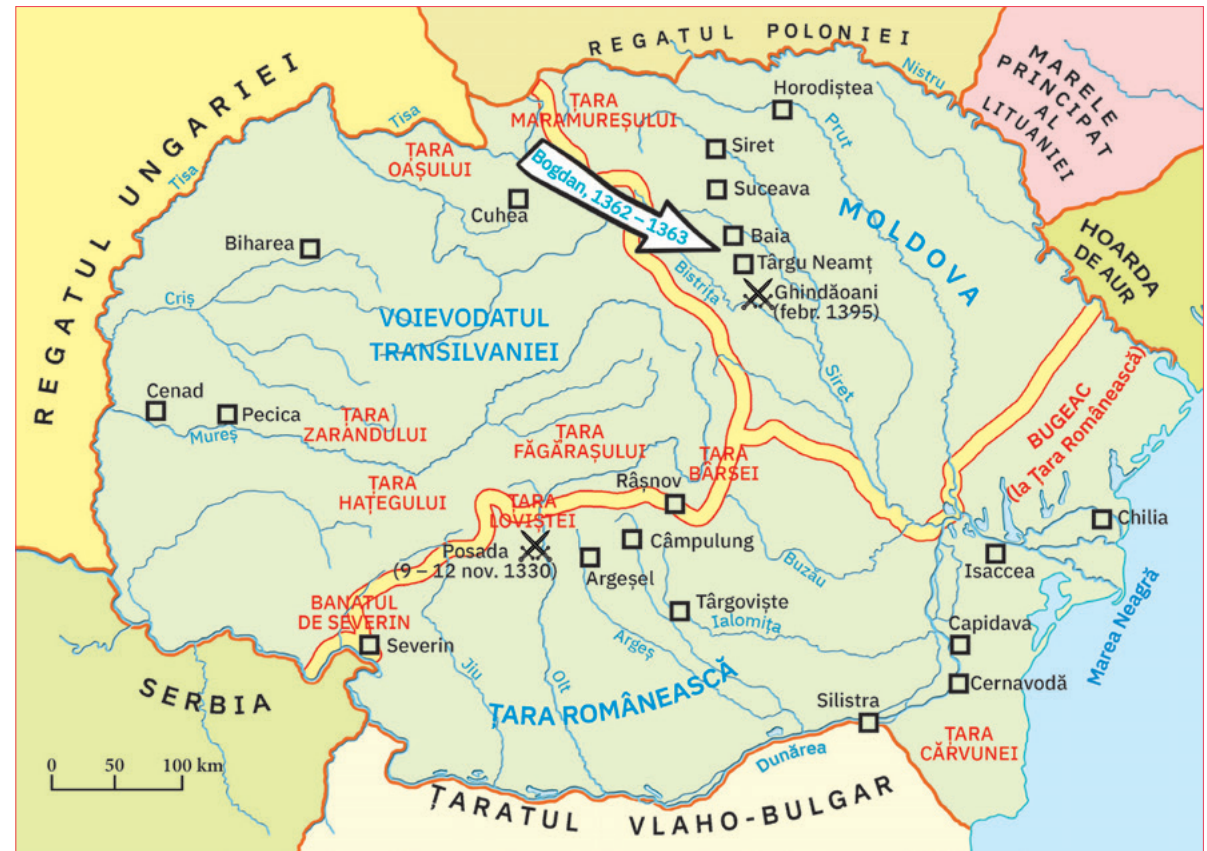 REGATUL POLONIEI
MARELE
PRINCIPAT
AL
LITUANIEI
REGATUL UNGARIEI
Nistru
Horodiștea
ȚARA
MARAMUREȘULUI
Tisa
Prut
Siret
ȚARA
OAȘULUI
Bogdan, 1362 – 1363
Tisa
Suceava
Cuhea
MOLDOVA
Baia
HOARDA
DE AUR
Biharea
Târgu Neamț
Bistrița
Ghindăoani
(febr. 1395)
Criș
VOIEVODATUL
TRANSILVANIEI
Siret
BUGEAC
(la Țara Românească)
Cenad
Pecica
Mureș
ȚARA
ZARANDULUI
ȚARA
FĂGĂRAȘULUI
ȚARA
BÂRSEI
ȚARA
HAȚEGULUI
Râșnov
ȚARA
LOVIȘTEI
Chilia
Posada
(9 – 12 nov. 1330)
Câmpulung
Argeșel
Buzău
Isaccea
BANATUL
DE SEVERIN
Târgoviște
Ialomița
Capidava
Marea Neagră
Severin
Jiu
Olt
Argeș
Cernavodă
SERBIA
ȚARA ROMÂNEASCĂ
Silistra
ȚARA
CĂRVUNEI
Dunărea
0 50 100 km
ȚARATUL VLAHO-BULGAR